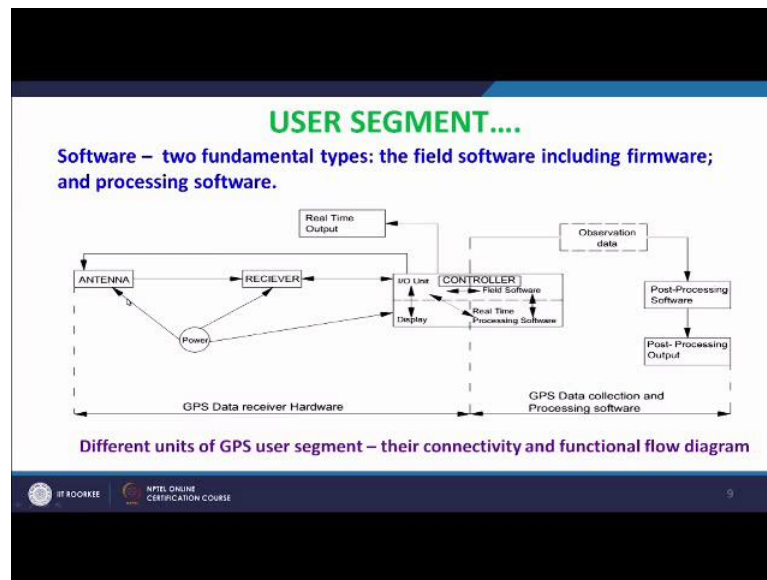 USER SEGMENT....
Software – two fundamental types: the field software including firmware;
and processing software.
Real Time
Output
Observation
data
ANTENNA
RECIEVER
I/O Unit
CONTROLLER
Field Software
Display
Real Time
Processing Software
Post-Processing
Software
Power
Post- Processing
Output
GPS Data receiver Hardware
GPS Data collection and
Processing software
Different units of GPS user segment – their connectivity and functional flow diagram
IIT ROORKEE
NPTEL ONLINE
CERTIFICATION COURSE
9